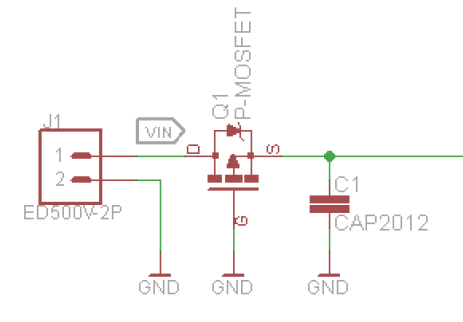 J1
1
2
ED500V-2P
VIN
Q1
P-MOSFET
D
S
G
C1
CAP2012
GND
GND
GND